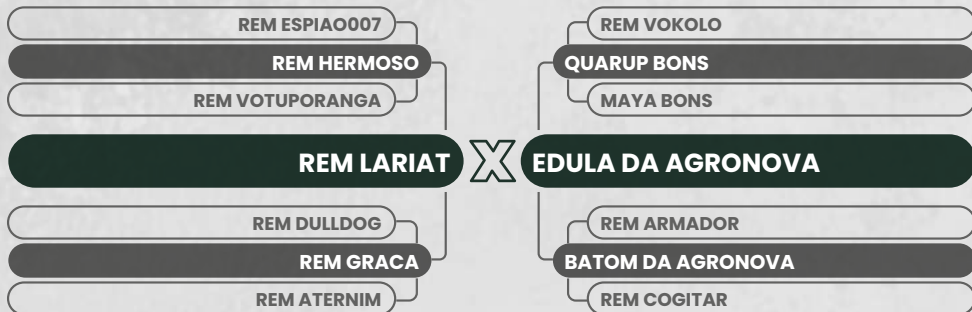 REM ESPIAO007
REM HERMOSO
REM VOTUPORANGA
REM LARIAT
REM DULLDOG
REM GRACA
REM ATERNIM
X
REM VOKOLO
QUARUP BONS
MAYA BONS
EDULA DA AGRONOVA
REM ARMADOR
BATOM DA AGRONOVA
REM COGITAR